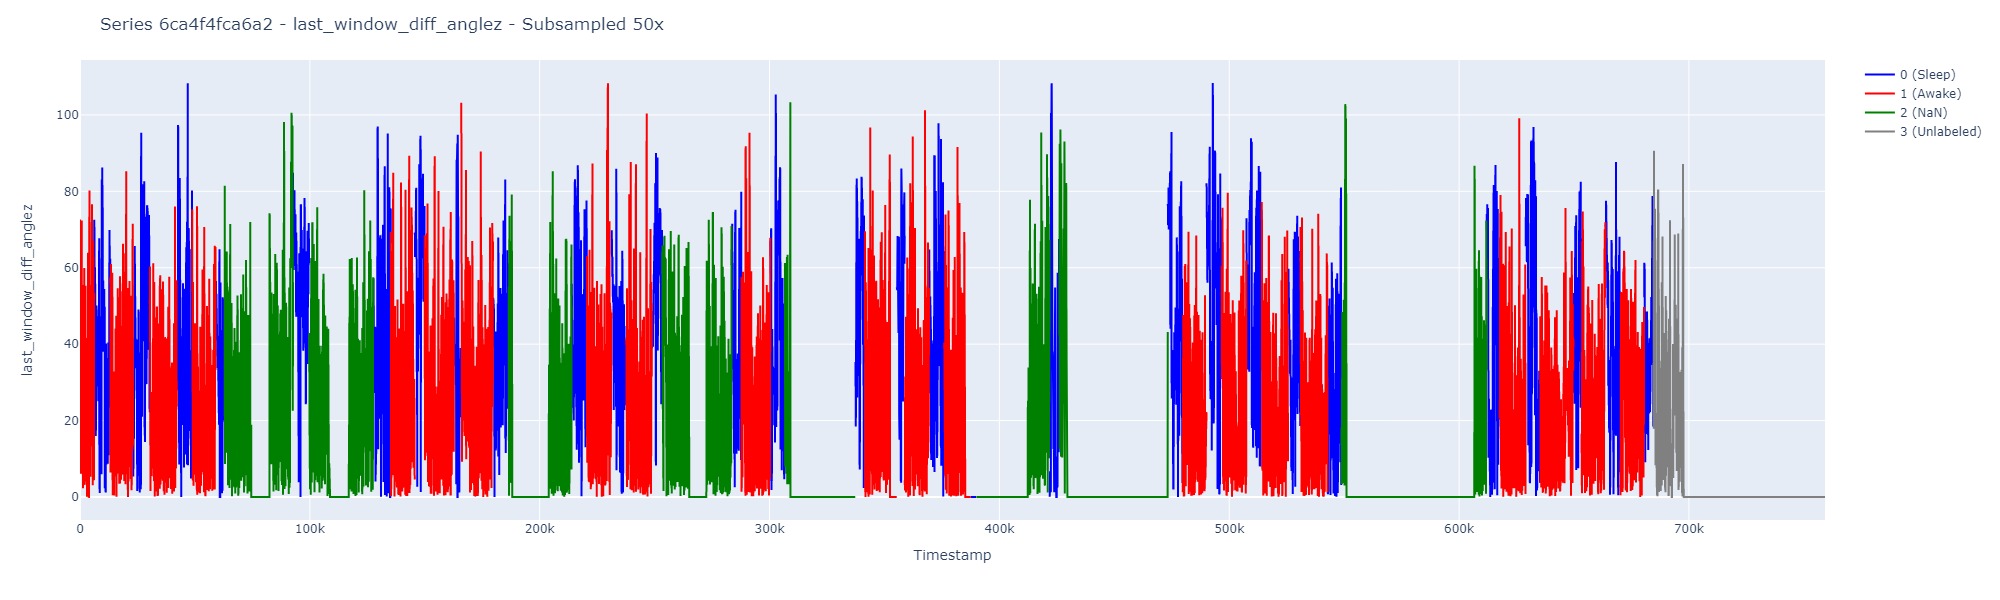 Series 6ca4f4fca6a2 - last_window_diff_anglez - Subsampled 50x
0 (Sleep)
1 (Awake)
2 (NaN)
3 (Unlabeled)
last_window_diff_anglez
100
80
60
40
20
0
0 100k 200k 300k 400k 500k 600k 700k
Timestamp